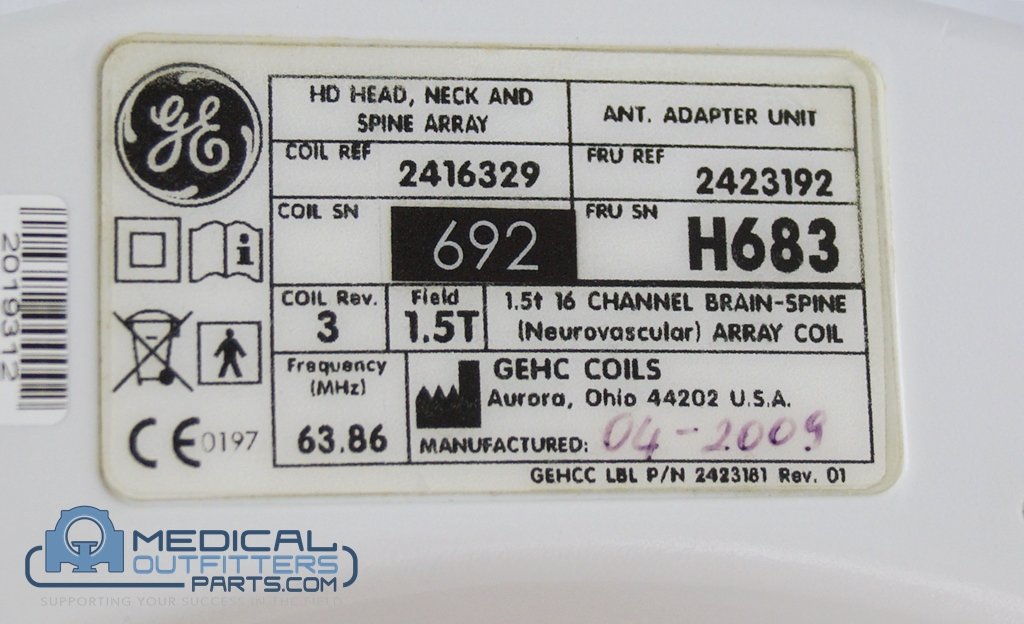 GE
HD HEAD, NECK AND
SPINE ARRAY
ANT. ADAPTER UNIT
COIL REF
2416329
FRU REF
2423192
COIL SN
692
FRU SN
H683
COIL Rev.
3
Field
1.5T
1.5t 16 CHANNEL BRAIN-SPINE
(Neurovascular) ARRAY COIL
Frequency
(MHz)
63.86
GEHC COILS
Aurora, Ohio 44202 U.S.A.
MANUFACTURED: 04-2009
CE0197
GEHCC LBL P/N 2423181 Rev. 01
2019312
MEDICAL
OUTFITTERS
PARTS.COM
SUPPORTING YOUR SUCCESS IN THE FIELD